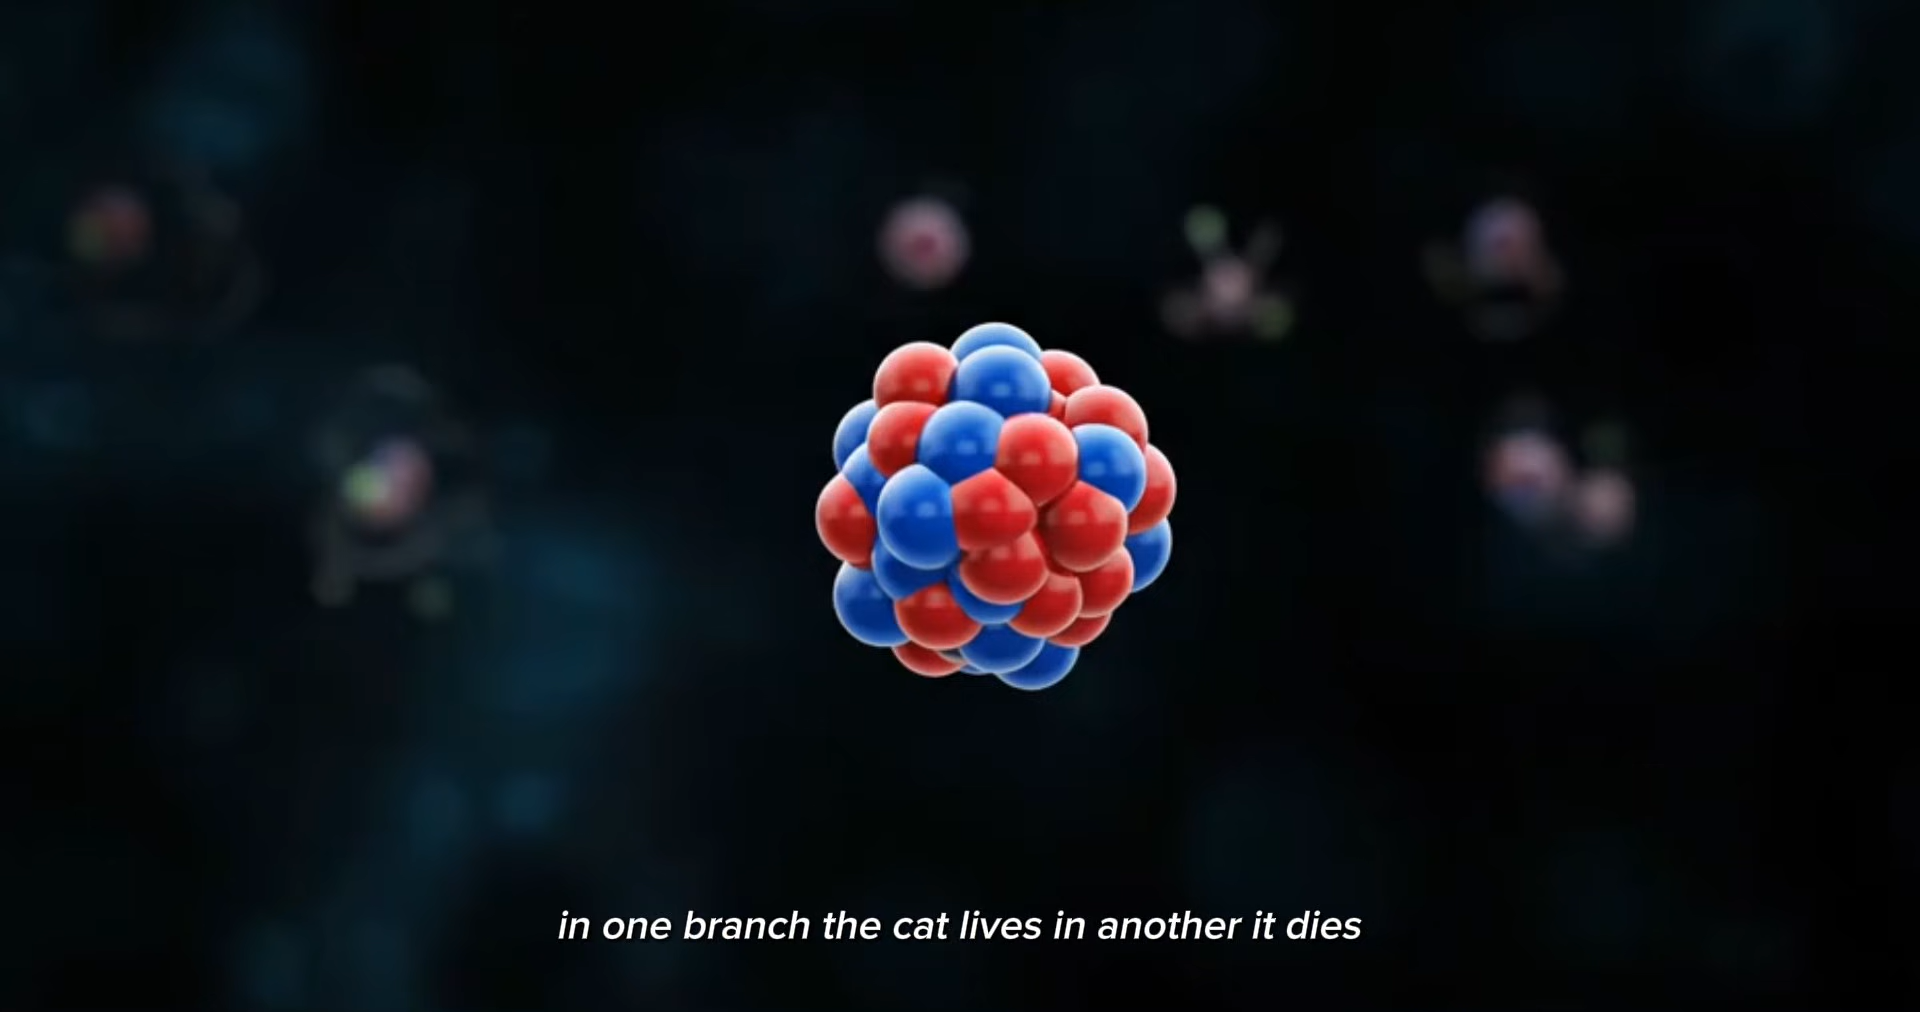 in one branch the cat lives in another it dies